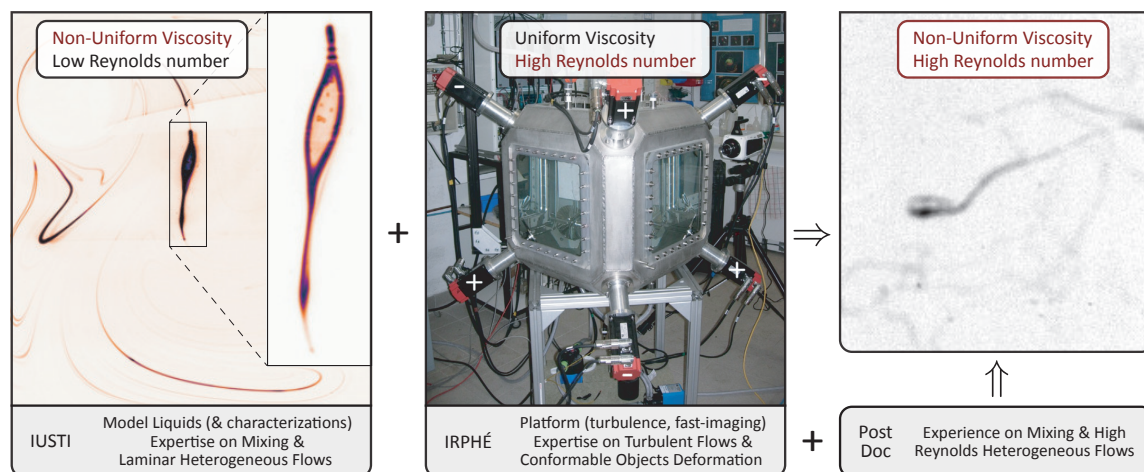 Non-Uniform Viscosity
Low Reynolds number
Uniform Viscosity
High Reynolds number
Non-Uniform Viscosity
High Reynolds number
-
-
+
+
+
+
+
⇒
⇑
IUSTI
Model Liquids (& characterizations)
Expertise on Mixing &
Laminar Heterogeneous Flows
IRPHÉ
Platform (turbulence, fast-imaging)
Expertise on Turbulent Flows &
Conformable Objects Deformation
Post
Doc
Experience on Mixing & High
Reynolds Heterogeneous Flows